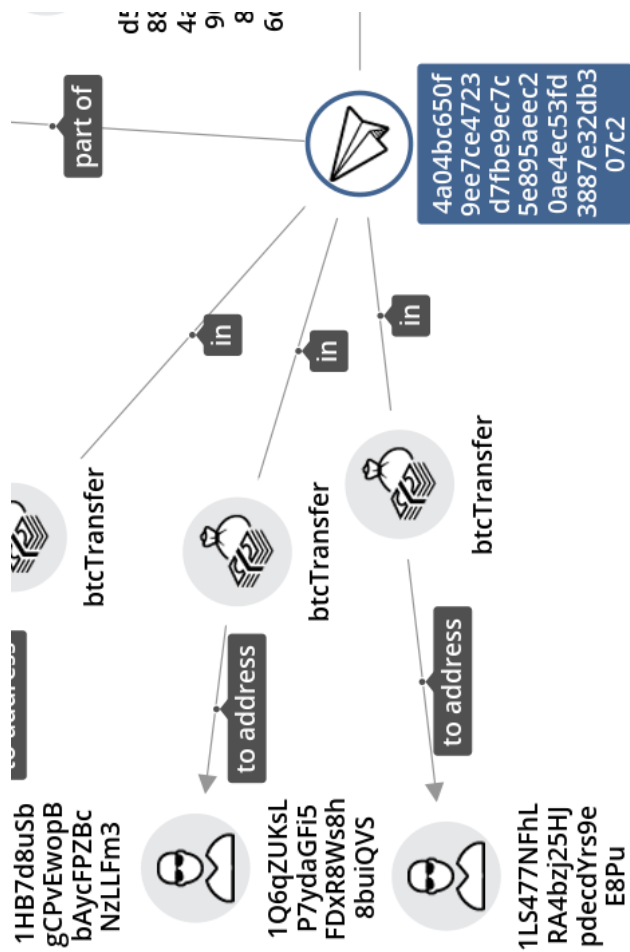 1HB7d8uSb
gCPvEwopB
bAycFPZBc
NzLLFm3
btcTransfer
part of
in
to address
1Q6qZUKsL
P7ydaGFi5
FDxR8Ws8h
8buiQVS
btcTransfer
in
to address
1LS477NFhL
RA4bzj25HJ
pdecdYrs9e
E8Pu
btcTransfer
in
4a04bc650f
9ee7ce4723
d7fbe9ec7c
5e895aeec2
0ae4ec53fd
3887e32db3
07c2